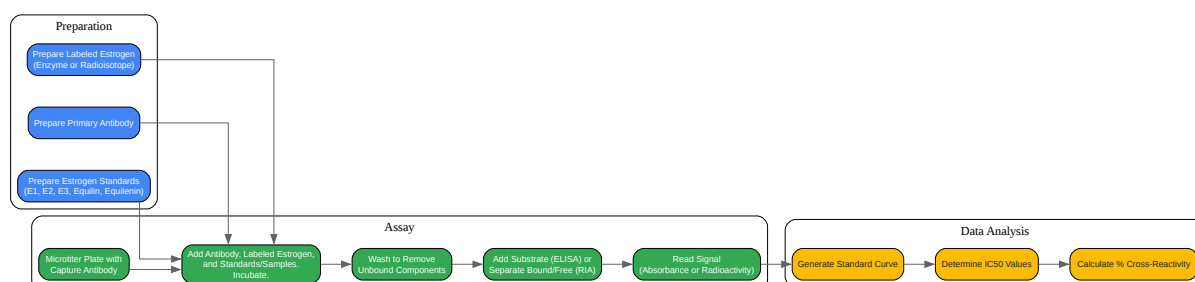 Preparation
Prepare Labeled Estrogen
(Enzyme or Radioisotope)
Prepare Primary Antibody
Prepare Estrogen Standards
(E1, E2, E3, Equilin, Equilenin)
Assay
Microtiter Plate with
Capture Antibody
Add Antibody, Labeled Estrogen,
and Standards/Samples.
Incubate.
Wash to Remove
Unbound Components
Add Substrate (ELISA) or
Separate Bound/Free (RIA)
Read Signal
(Absorbance or Radioactivity)
Data Analysis
Generate Standard Curve
Determine IC50 Values
Calculate % Cross-Reactivity